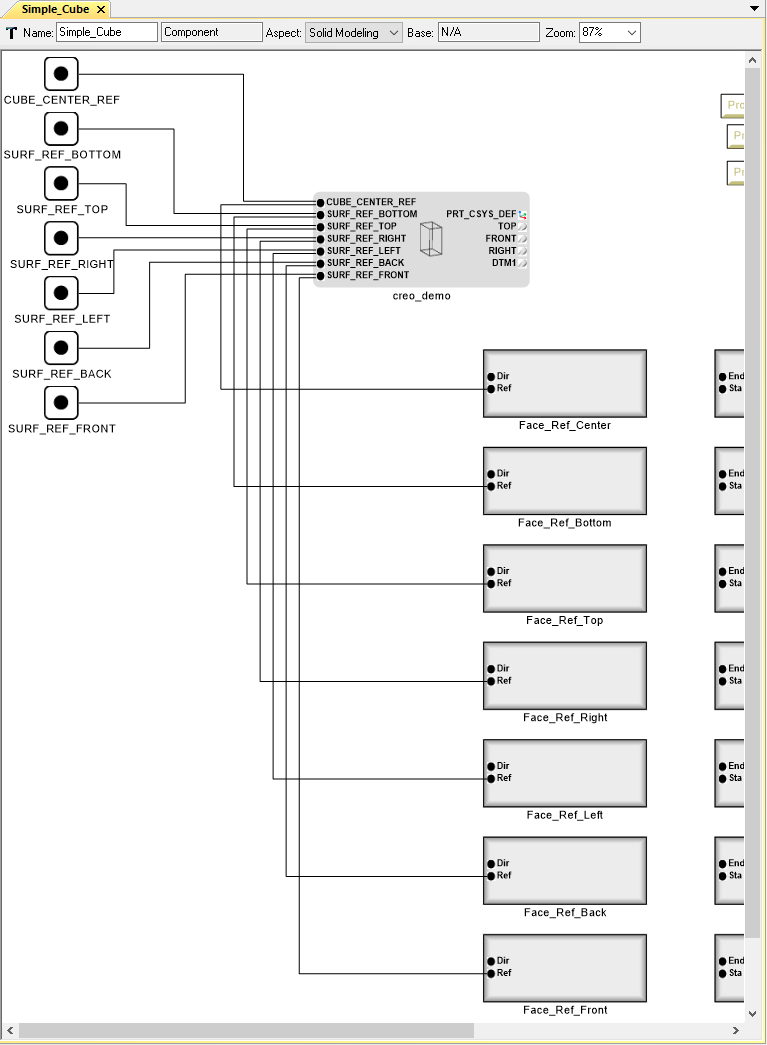 Simple_Cube
Name: Simple_Cube Component Aspect: Solid Modeling Base: N/A Zoom: 87%
CUBE_CENTER_REF
SURF_REF_BOTTOM
SURF_REF_TOP
SURF_REF_RIGHT
SURF_REF_LEFT
SURF_REF_BACK
SURF_REF_FRONT
CUBE_CENTER_REF
SURF_REF_BOTTOM PRT_CSYS_DEF
SURF_REF_TOP TOP
SURF_REF_RIGHT FRONT
SURF_REF_LEFT RIGHT
SURF_REF_BACK DTM1
SURF_REF_FRONT
creo_demo
Pro
Pr
Pr
Dir
Ref
Face_Ref_Center
End
Sta
Dir
Ref
Face_Ref_Bottom
End
Sta
Dir
Ref
Face_Ref_Top
End
Sta
Dir
Ref
Face_Ref_Right
End
Sta
Dir
Ref
Face_Ref_Left
End
Sta
Dir
Ref
Face_Ref_Back
End
Sta
Dir
Ref
Face_Ref_Front
End
Sta